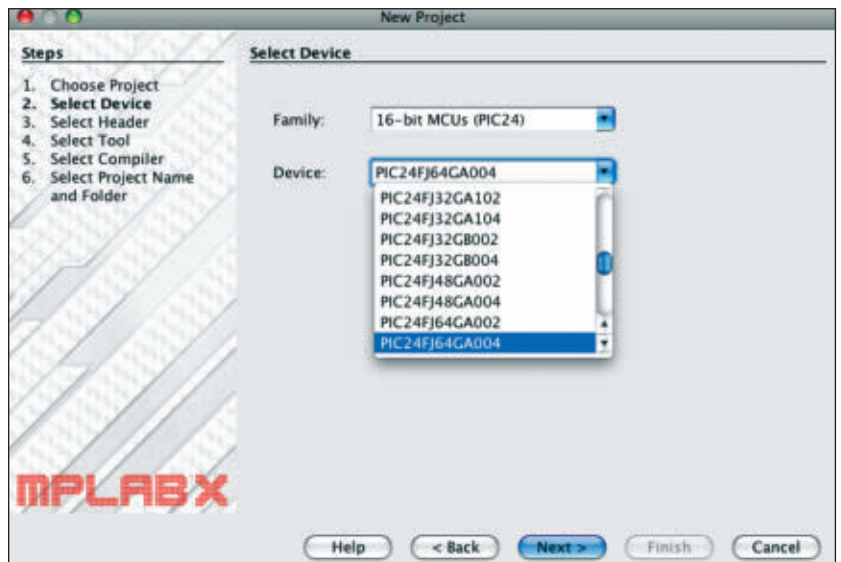 New Project
Steps
1. Choose Project
2. Select Device
3. Select Header
4. Select Tool
5. Select Compiler
6. Select Project Name
and Folder
MPLABX
Select Device
Family: 16-bit MCUs (PIC24)
Device: PIC24FJ64GA004
PIC24FJ32GA102
PIC24FJ32GA104
PIC24FJ32GB002
PIC24FJ32GB004
PIC24FJ48GA002
PIC24FJ48GA004
PIC24FJ64GA002
PIC24FJ64GA004
Help < Back Next > Finish Cancel